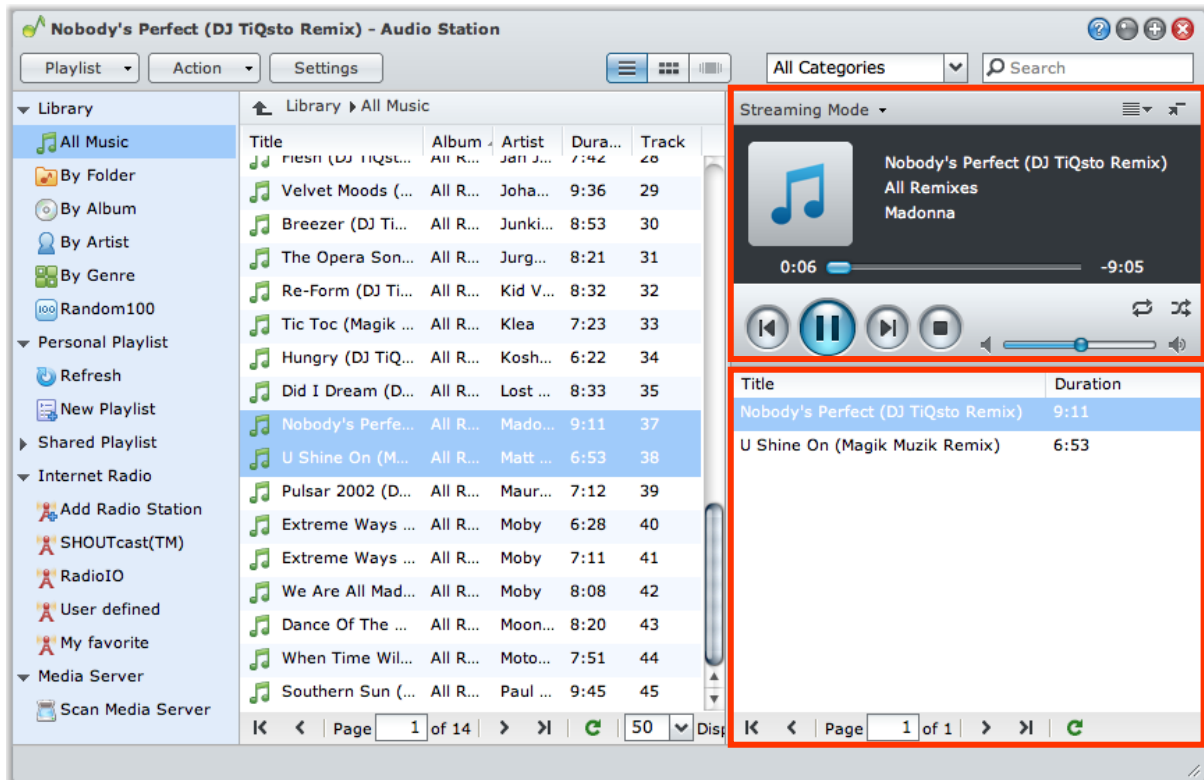 Nobody's Perfect (DJ TiQsto Remix) - Audio Station
Playlist Action Settings All Categories Search
Library
All Music
By Folder
By Album
By Artist
By Genre
100 Random100
Personal Playlist
Refresh
New Playlist
Shared Playlist
Internet Radio
Add Radio Station
SHOUTcast(TM)
RadioIO
User defined
My favorite
Media Server
Scan Media Server
Library All Music
Title Album Artist Dura... Track
Flesh (DJ TiQst... All R... Jan J... 7:42 28
Velvet Moods (... All R... Joha... 9:36 29
Breezer (DJ Ti... All R... Junki... 8:53 30
The Opera Son... All R... Jurg... 8:21 31
Re-Form (DJ Ti... All R... Kid V... 8:32 32
Tic Toc (Magik ... All R... Klea 7:23 33
Hungry (DJ TiQ... All R... Kosh... 6:22 34
Did I Dream (D... All R... Lost ... 8:33 35
Nobody's Perfe... All R... Mado... 9:11 37
U Shine On (M... All R... Matt ... 6:53 38
Pulsar 2002 (D... All R... Maur... 7:12 39
Extreme Ways ... All R... Moby 6:28 40
Extreme Ways ... All R... Moby 7:11 41
We Are All Mad... All R... Moby 8:08 42
Dance Of The ... All R... Moon... 8:20 43
When Time Wil... All R... Moto... 7:51 44
Southern Sun (... All R... Paul ... 9:45 45
Page 1 of 14 50 Disp
Streaming Mode
Nobody's Perfect (DJ TiQsto Remix)
All Remixes
Madonna
0:06 -9:05
Title Duration
Nobody's Perfect (DJ TiQsto Remix) 9:11
U Shine On (Magik Muzik Remix) 6:53
Page 1 of 1